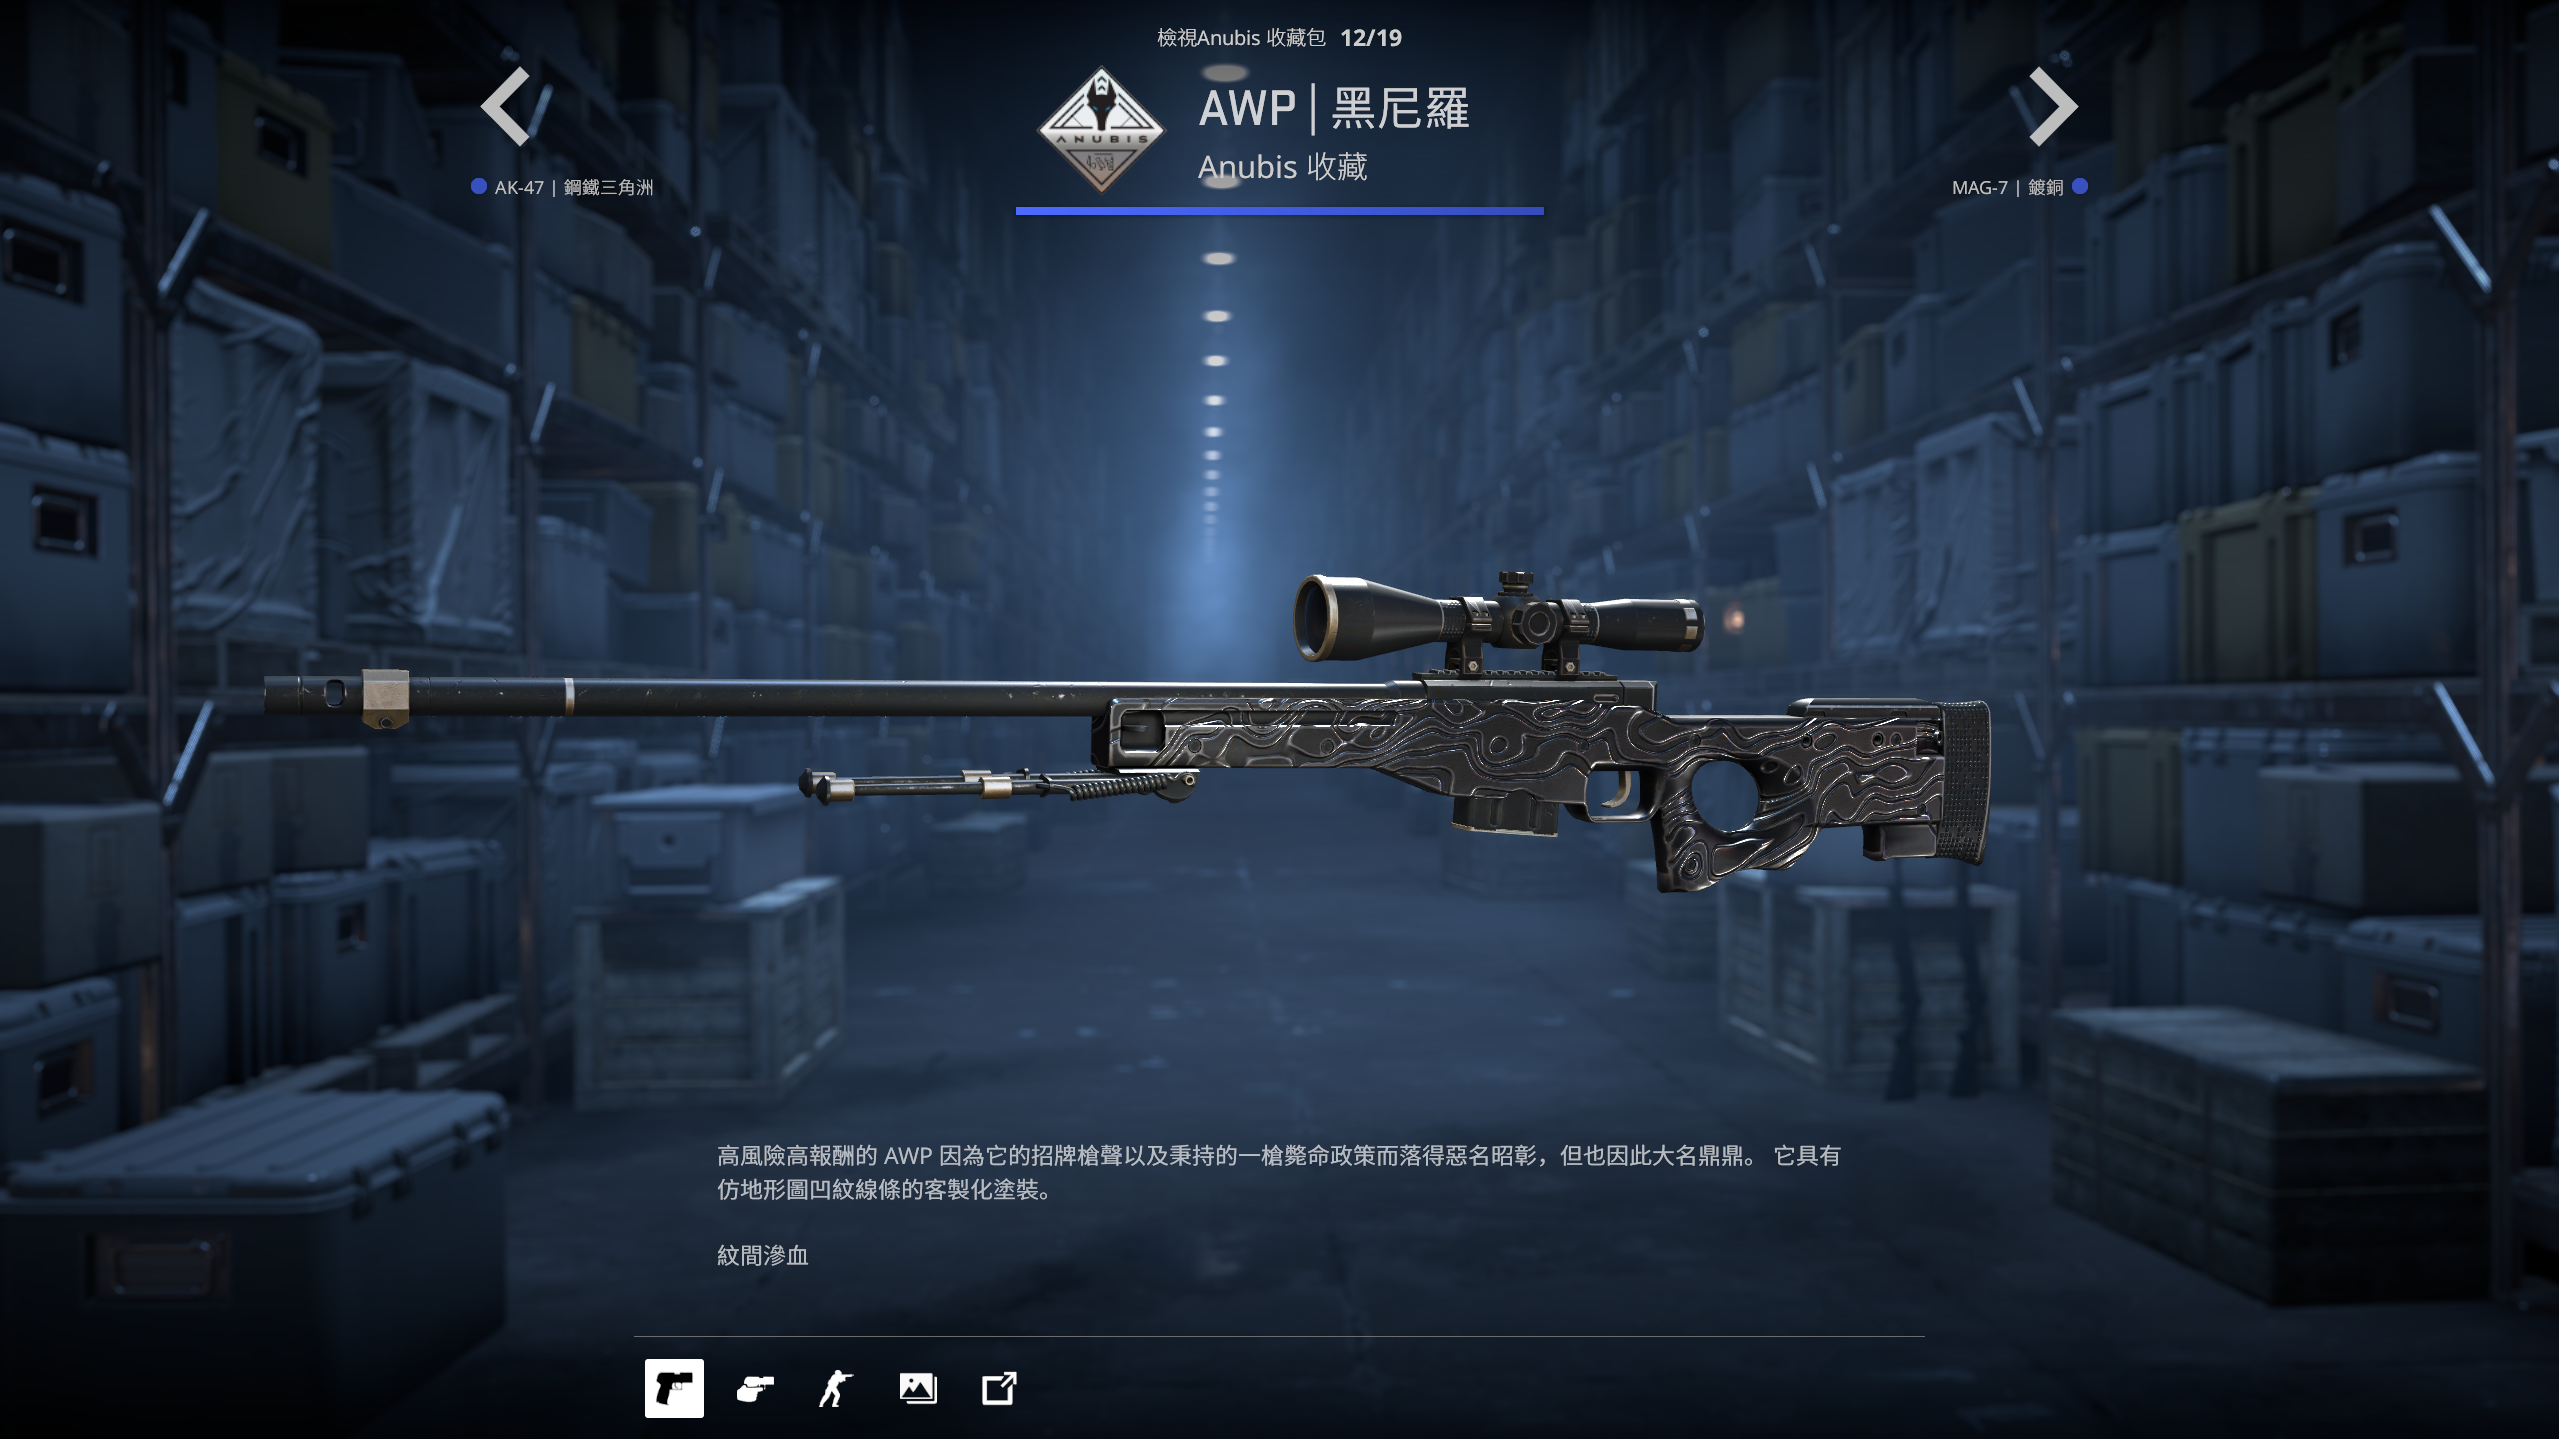 檢視Anubis 收藏包 12/19
AWP | 黑尼羅
ANUBIS
Anubis 收藏
AK-47 | 鋼鐵三角洲
MAG-7 | 鍍銅
高風險高報酬的 AWP 因為它的招牌槍聲以及秉持的一槍斃命政策而落得惡名昭彰，但也因此大名鼎鼎。 它具有
仿地形圖凹紋線條的客製化塗裝。
紋間滲血